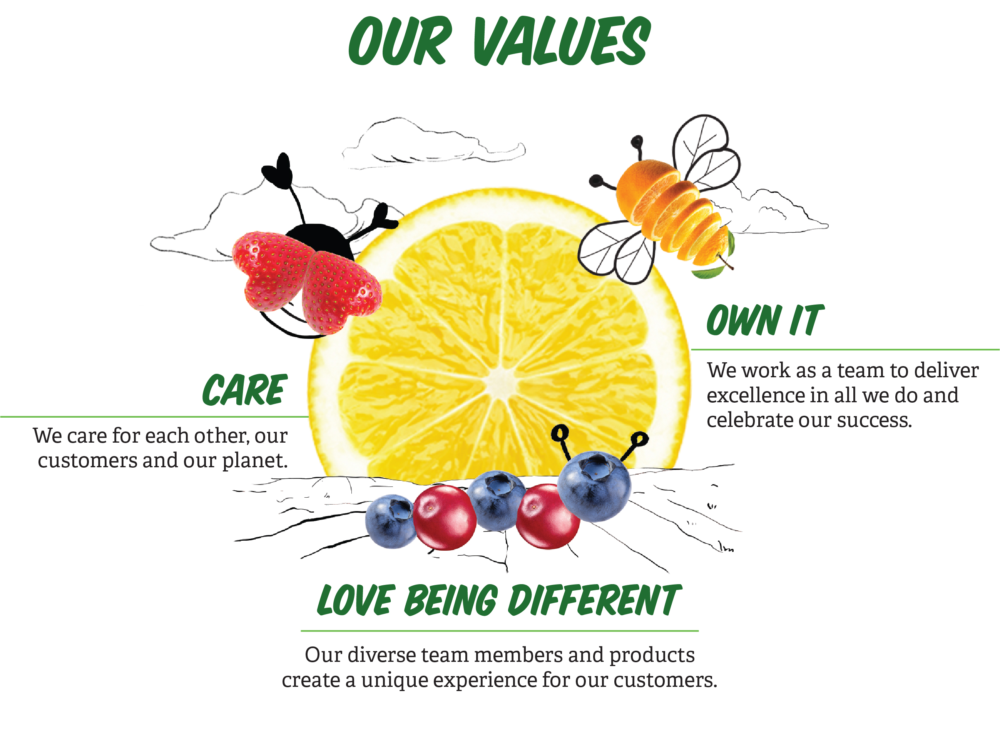 OUR VALUES
CARE
We care for each other, our
customers and our planet.
OWN IT
We work as a team to deliver
excellence in all we do and
celebrate our success.
LOVE BEING DIFFERENT
Our diverse team members and products
create a unique experience for our customers.